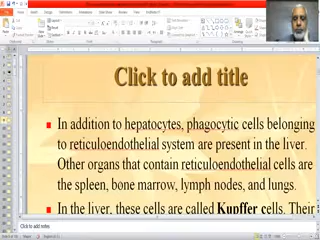 Click to add title
In addition to hepatocytes, phagocytic cells belonging
to reticuloendothelial system are present in the liver.
Other organs that contain reticuloendothelial cells are
the spleen, bone marrow, lymph nodes, and lungs.
In the liver, these cells are called Kupffer cells. Their
Click to add notes